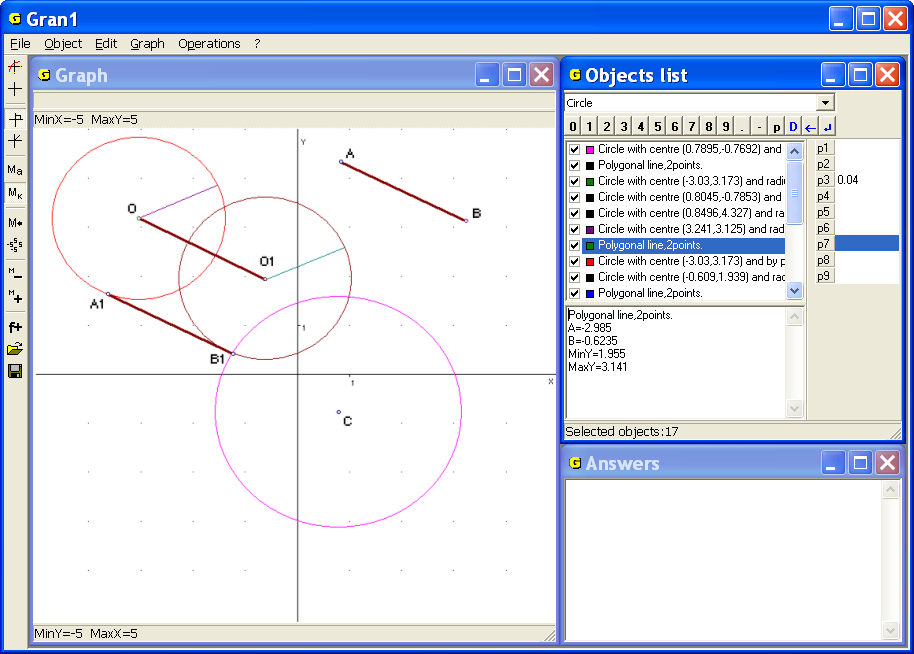 Gran1
File Object Edit Graph Operations ?
Graph
MinX=-5 MaxY=5
Y
A
B
O
O1
A1
B1
1
1
X
C
MinY=-5 MaxX=5
Ma
Mк
M
M
M
f+
Objects list
Circle
0 1 2 3 4 5 6 7 8 9 . - p D ← ↲
Circle with centre (0.7895,-0.7692) and
Polygonal line,2points.
Circle with centre (-3.03,3.173) and radiu
Circle with centre (0.8045,-0.7853) and
Circle with centre (0.8496,4.327) and ra
Circle with centre (3.241,3.125) and rad
Polygonal line,2points.
Circle with centre (-3.03,3.173) and by p
Circle with centre (-0.609,1.939) and rac
Polygonal line,2points.
p1
p2
p3 0.04
p4
p5
p6
p7
p8
p9
Polygonal line,2points.
A=-2.985
B=-0.6235
MinY=1.955
MaxY=3.141
Selected objects:17
Answers